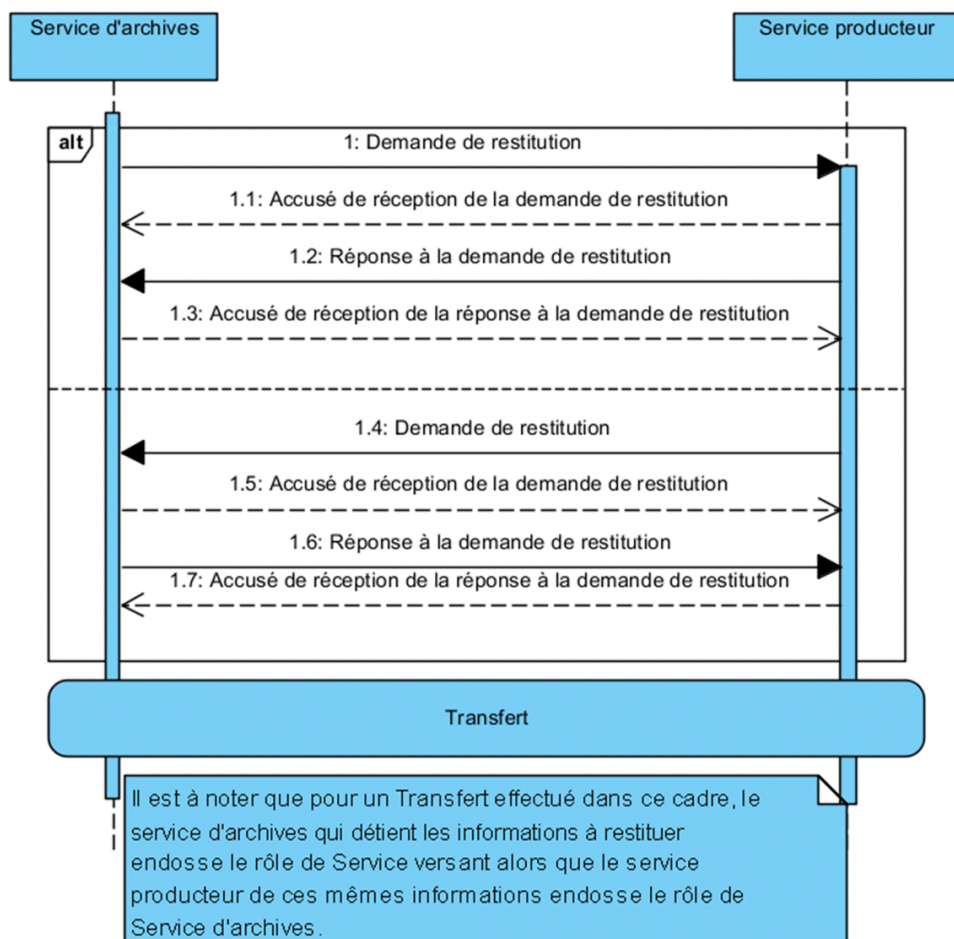 Service d'archives
Service producteur
alt
1: Demande de restitution
1.1: Accusé de réception de la demande de restitution
1.2: Réponse à la demande de restitution
1.3: Accusé de réception de la réponse à la demande de restitution
1.4: Demande de restitution
1.5: Accusé de réception de la demande de restitution
1.6: Réponse à la demande de restitution
1.7: Accusé de réception de la réponse à la demande de restitution
Transfert
Il est à noter que pour un Transfert effectué dans ce cadre, le
service d'archives qui détient les informations à restituer
endosse le rôle de Service versant alors que le service
producteur de ces mêmes informations endosse le rôle de
Service d'archives.